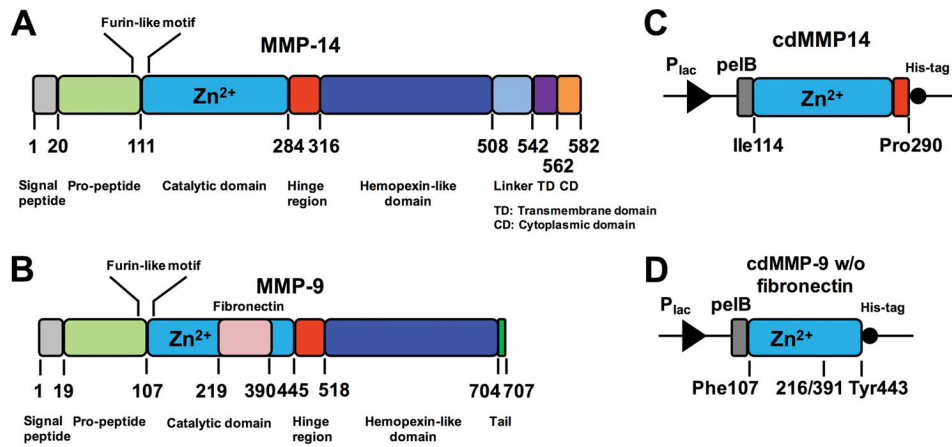 A
Furin-like motif
MMP-14
Zn2+
1 20 111 284 316 508 542 562 582
Signal peptide
Pro-peptide
Catalytic domain
Hinge region
Hemopexin-like domain
Linker TD CD
TD: Transmembrane domain
CD: Cytoplasmic domain
B
Furin-like motif
MMP-9
Fibronectin
Zn2+
1 19 107 219 390 445 518 704 707
Signal peptide
Pro-peptide
Catalytic domain
Hinge region
Hemopexin-like domain
Tail
C
cdMMP14
Plac pelB His-tag
Zn2+
Ile114 Pro290
D
cdMMP-9 w/o
fibronectin
Plac pelB His-tag
Zn2+
Phe107 216/391 Tyr443